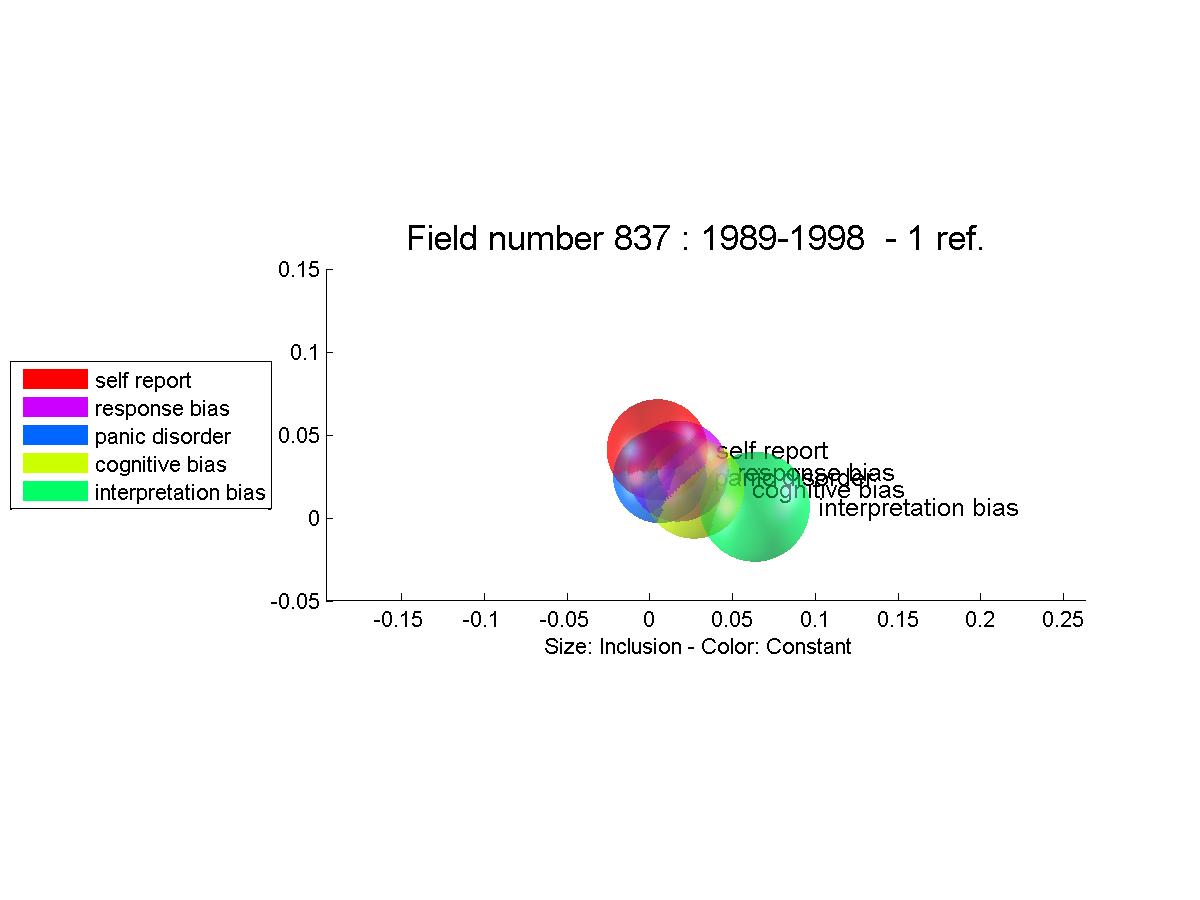 Field number 837 : 1989-1998 - 1 ref.
0.15
0.1
0.05
0
-0.05
self report
response bias
panic disorder
cognitive bias
interpretation bias
self report
response bias
panic disorder
cognitive bias
interpretation bias
-0.15 -0.1 -0.05 0 0.05 0.1 0.15 0.2 0.25
Size: Inclusion - Color: Constant